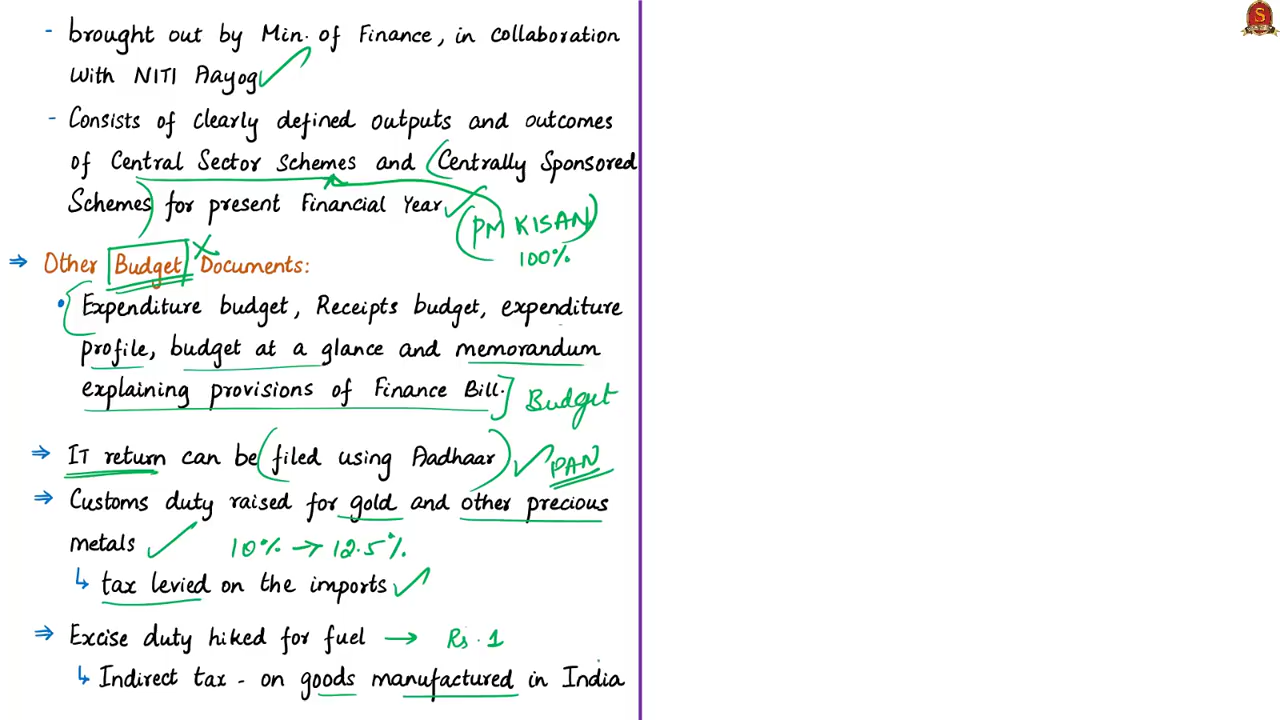 - brought out by Min. of Finance, in collaboration
with NITI Aayog
- Consists of clearly defined outputs and outcomes
of Central Sector Schemes and (Centrally Sponsored
Schemes) for present Financial Year
(PM KISAN)
100%
⇒ Other Budget Documents:
• Expenditure budget, Receipts budget, expenditure
profile, budget at a glance and memorandum
explaining provisions of Finance Bill.] Budget
⇒ IT return can be (filed using Aadhaar) PAN
⇒ Customs duty raised for gold and other precious
metals 10% → 12.5%
↳ tax levied on the imports
⇒ Excise duty hiked for fuel → Rs. 1
↳ Indirect tax - on goods manufactured in India
S